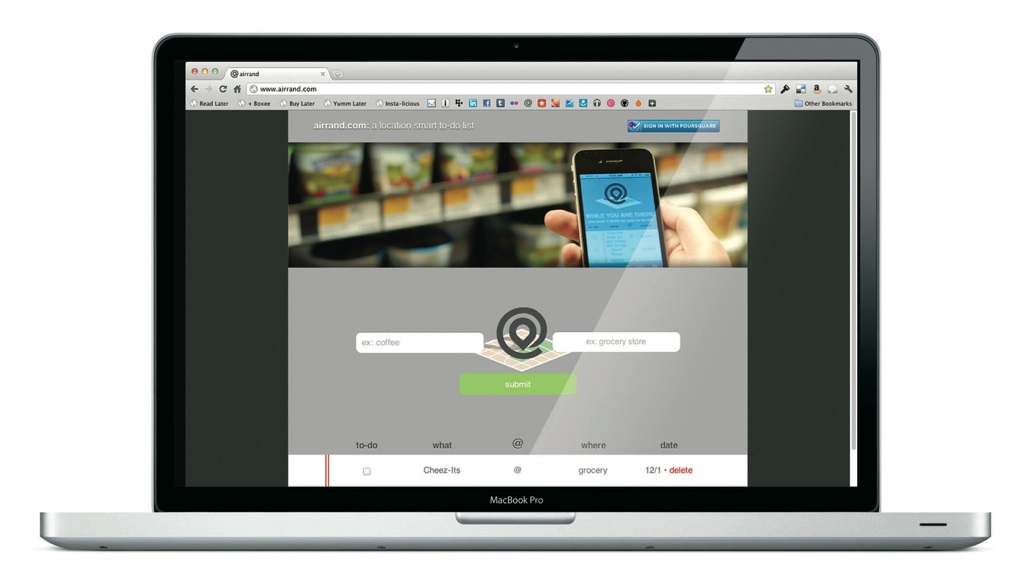 airrand
www.airrand.com
Read Later + Boxee Buy Later Yumm Later Insta-licious Other Bookmarks
airrand.com: a location smart to-do list
SIGN IN WITH FOURSQUARE
WHILE YOU ARE THERE
ex: coffee
ex: grocery store
submit
to-do what @ where date
Cheez-Its @ grocery 12/1 • delete
MacBook Pro